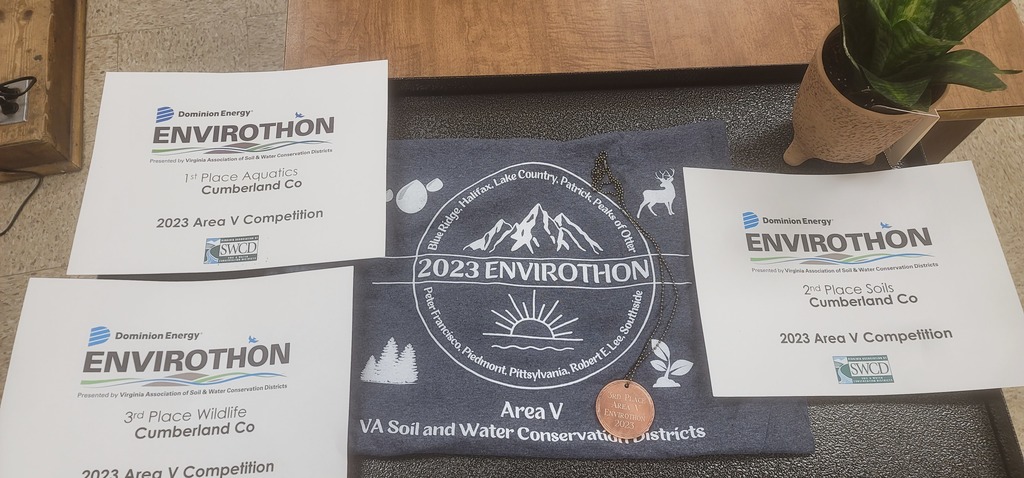 Dominion Energy
ENVIROTHON
Presented by Virginia Association of Soil & Water Conservation Districts
1st Place Aquatics
Cumberland Co
2023 Area V Competition
SWCD
Dominion Energy
ENVIROTHON
Presented by Virginia Association of Soil & Water Conservation Districts
3rd Place Wildlife
Cumberland Co
2023 Area V Competition
Blue Ridge, Halifax, Lake Country, Patrick, Peaks of Otter
2023 ENVIROTHON
Peter Francisco, Piedmont, Pittsylvania, Robert E. Lee, Southside
Area V
VA Soil and Water Conservation Districts
3rd Place
Area V
Envirothon
2023
Dominion Energy
ENVIROTHON
Presented by Virginia Association of Soil & Water Conservation Districts
2nd Place Soils
Cumberland Co
2023 Area V Competition
SWCD